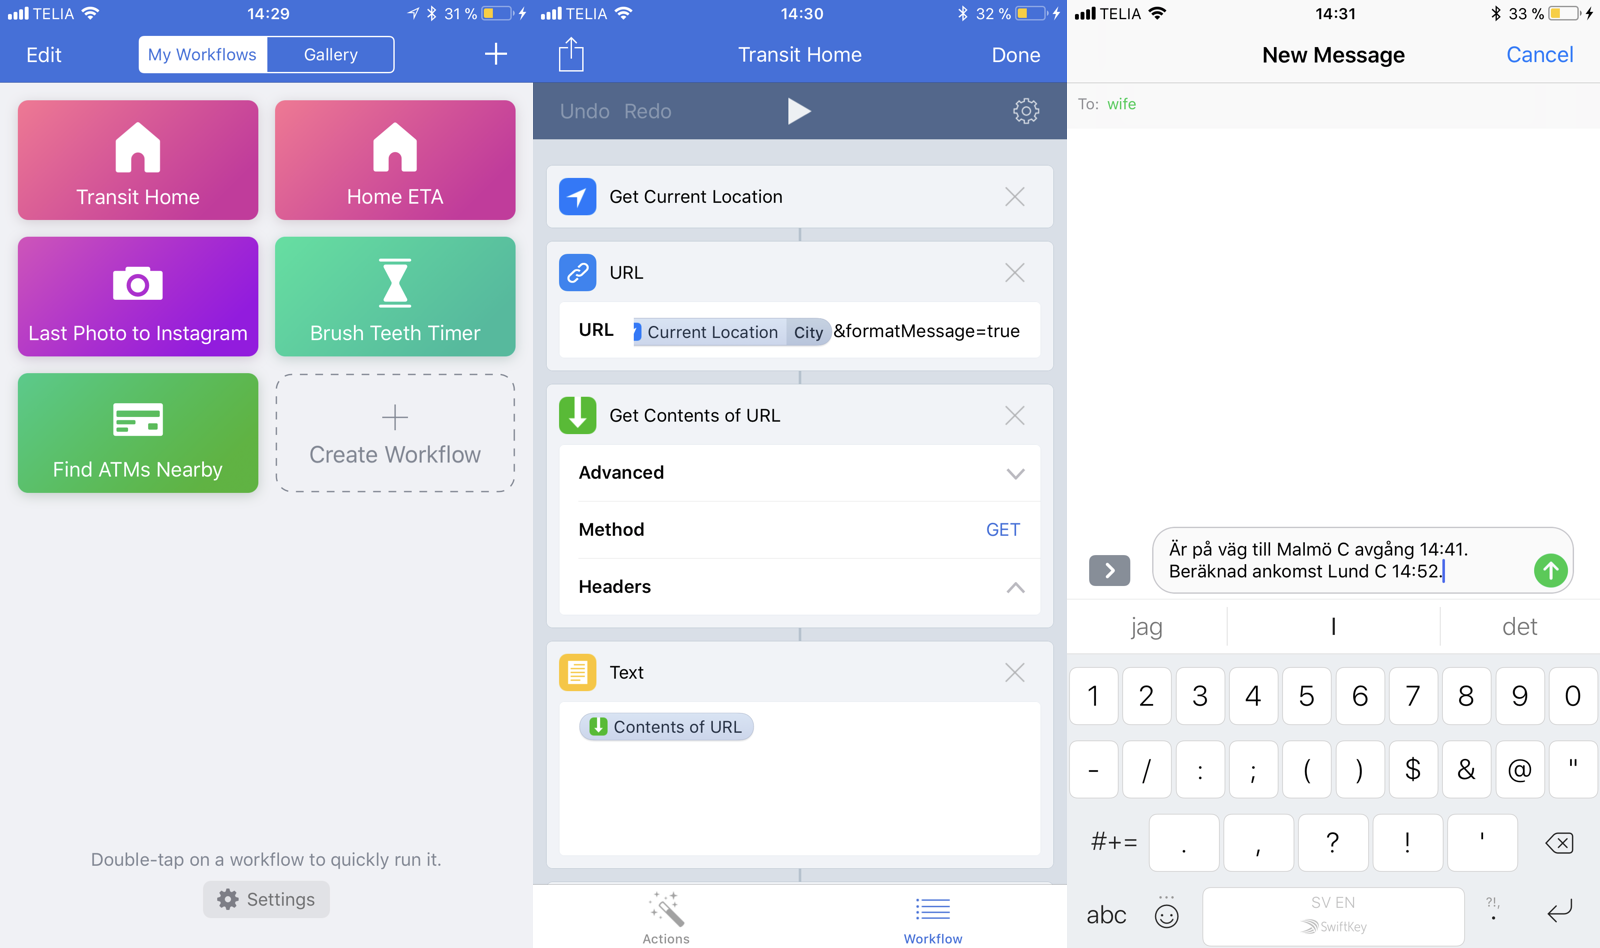 TELIA 14:29 31 %
Edit My Workflows Gallery +
Transit Home
Home ETA
Last Photo to Instagram
Brush Teeth Timer
Find ATMs Nearby
Create Workflow
Double-tap on a workflow to quickly run it.
Settings
TELIA 14:30 32 %
Transit Home Done
Undo Redo
Get Current Location
URL
URL Current Location City &formatMessage=true
Get Contents of URL
Advanced
Method GET
Headers
Text
Contents of URL
Actions Workflow
TELIA 14:31 33 %
New Message Cancel
To: wife
Är på väg till Malmö C avgång 14:41.
Beräknad ankomst Lund C 14:52.
jag I det
1 2 3 4 5 6 7 8 9 0
- / : ; ( ) $ & @ "
#+= . , ? ! '
abc SV EN ?!, .
SwiftKey